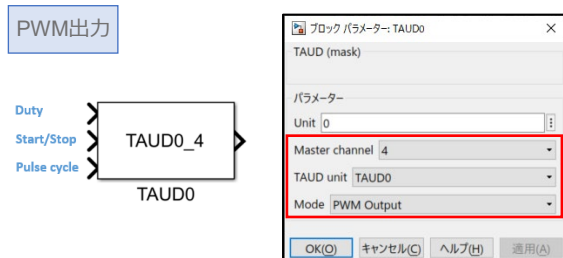 PWM出力
Duty
Start/Stop
Pulse cycle
TAUD0_4
TAUD0
ブロック パラメーター: TAUD0
TAUD (mask)
パラメーター
Unit 0
Master channel 4
TAUD unit TAUD0
Mode PWM Output
OK(O) キャンセル(C) ヘルプ(H) 適用(A)